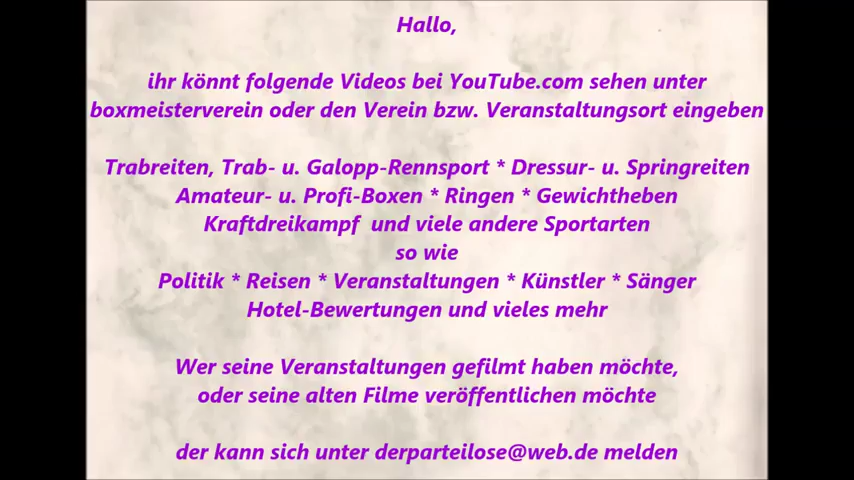 Hallo,
ihr könnt folgende Videos bei YouTube.com sehen unter
boxmeisterverein oder den Verein bzw. Veranstaltungsort eingeben
Trabreiten, Trab- u. Galopp-Rennsport * Dressur- u. Springreiten
Amateur- u. Profi-Boxen * Ringen * Gewichtheben
Kraftdreikampf und viele andere Sportarten
so wie
Politik * Reisen * Veranstaltungen * Künstler * Sänger
Hotel-Bewertungen und vieles mehr
Wer seine Veranstaltungen gefilmt haben möchte,
oder seine alten Filme veröffentlichen möchte
der kann sich unter derparteilose@web.de melden